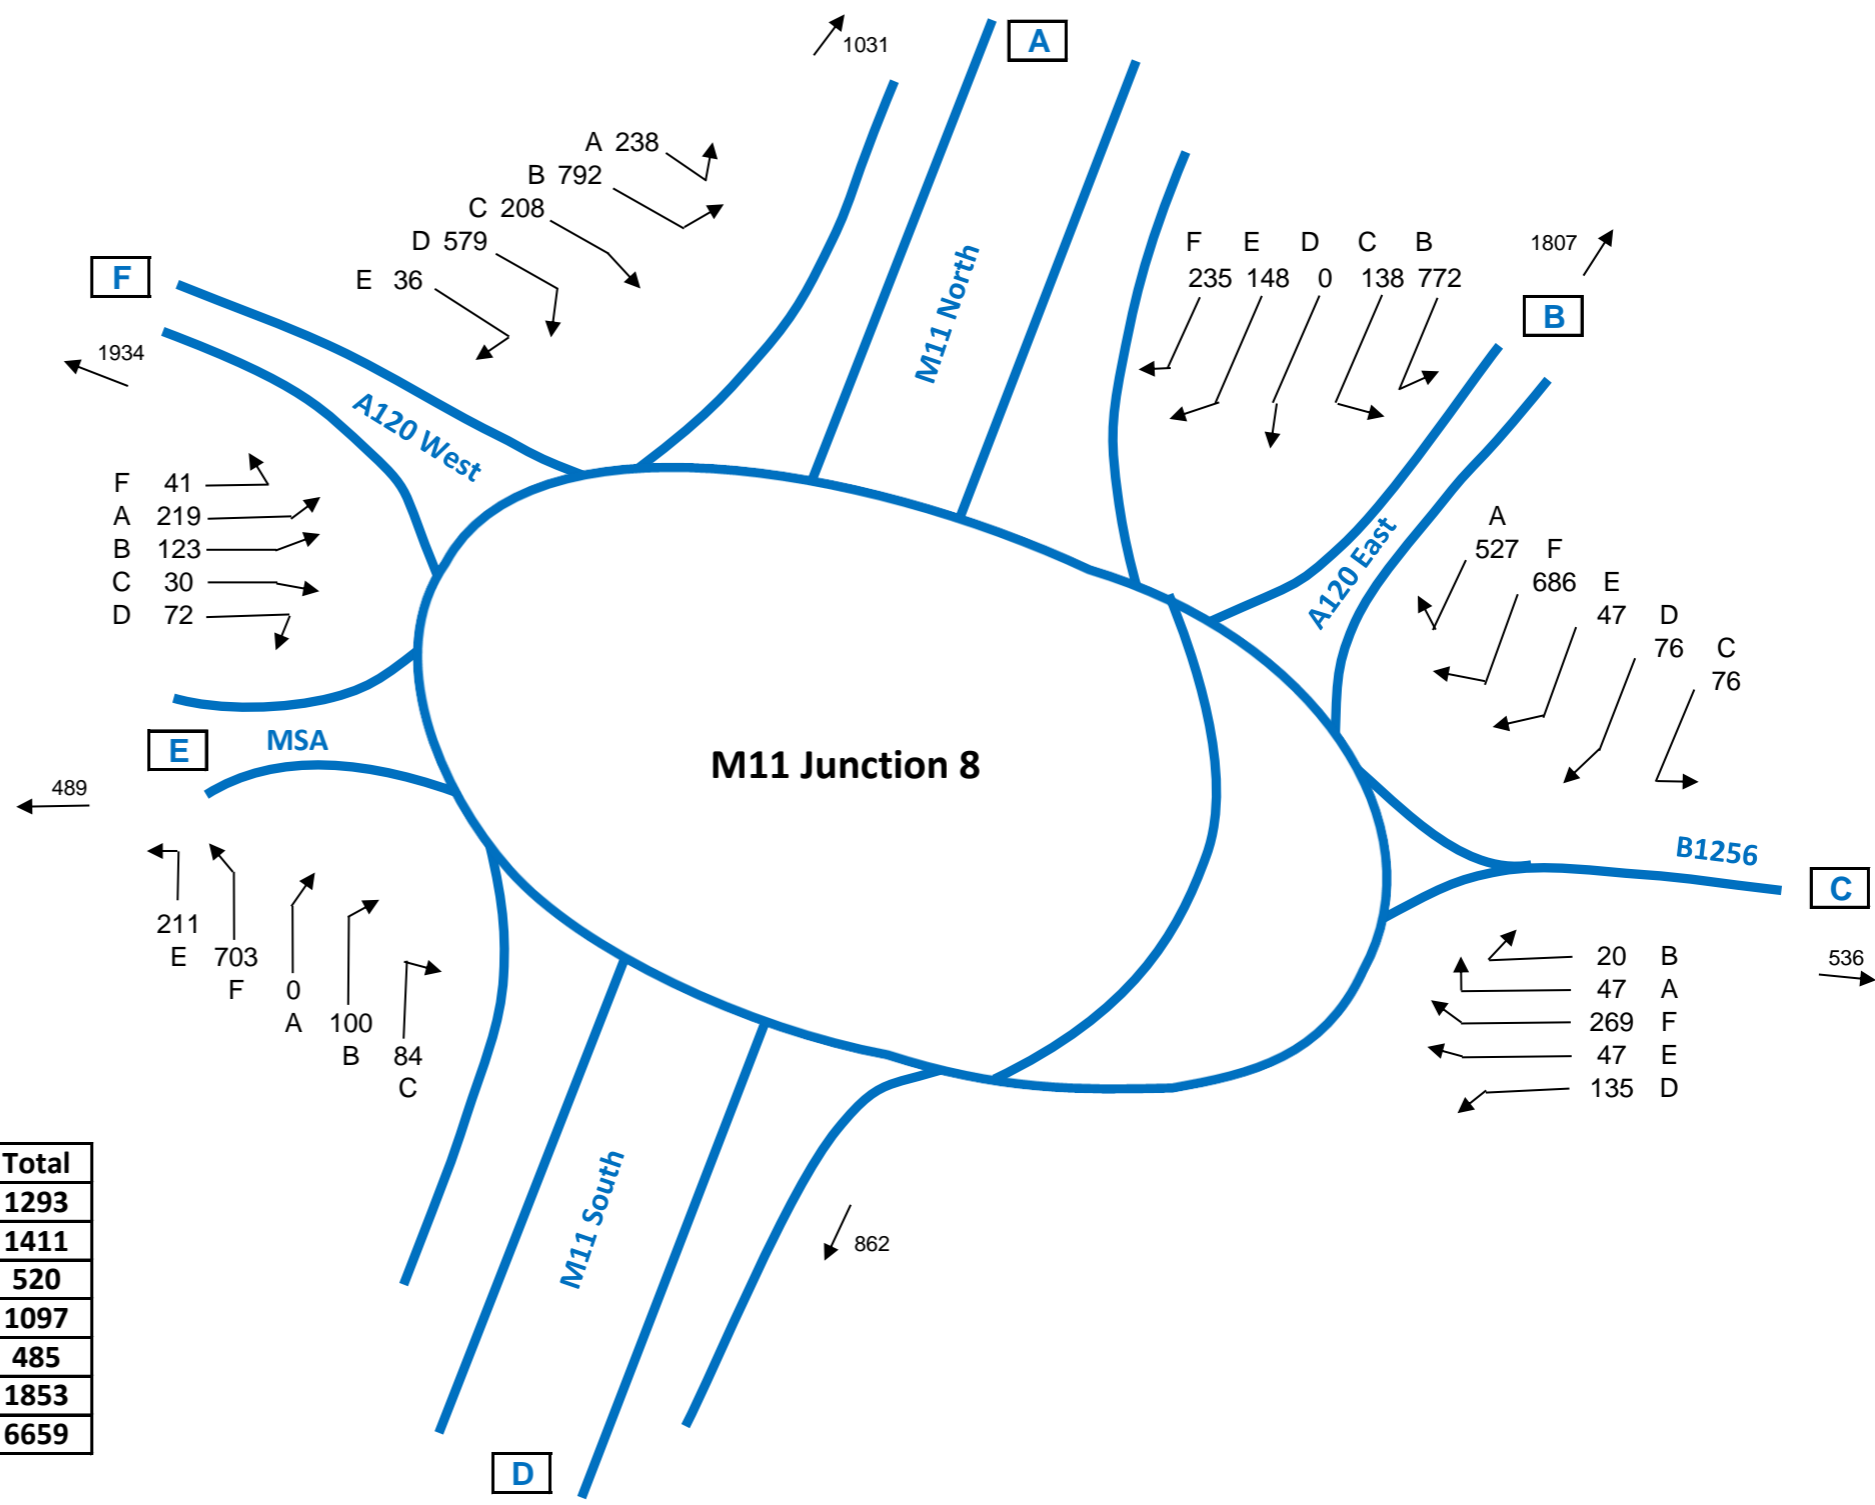 A
1031
A 238
B 792
C 208
D 579
E 36
F
1934
A120 West
M11 North
F E D C B
235 148 0 138 772
1807
B
A120 East
A
527 F
686 E
47 D
76 C
76
F 41
A 219
B 123
C 30
D 72
MSA
E
489
M11 Junction 8
B1256
C
536
211
E 703
F 0
A 100
B 84
C
20 B
47 A
269 F
47 E
135 D
M11 South
862
D
Total
1293
1411
520
1097
485
1853
6659